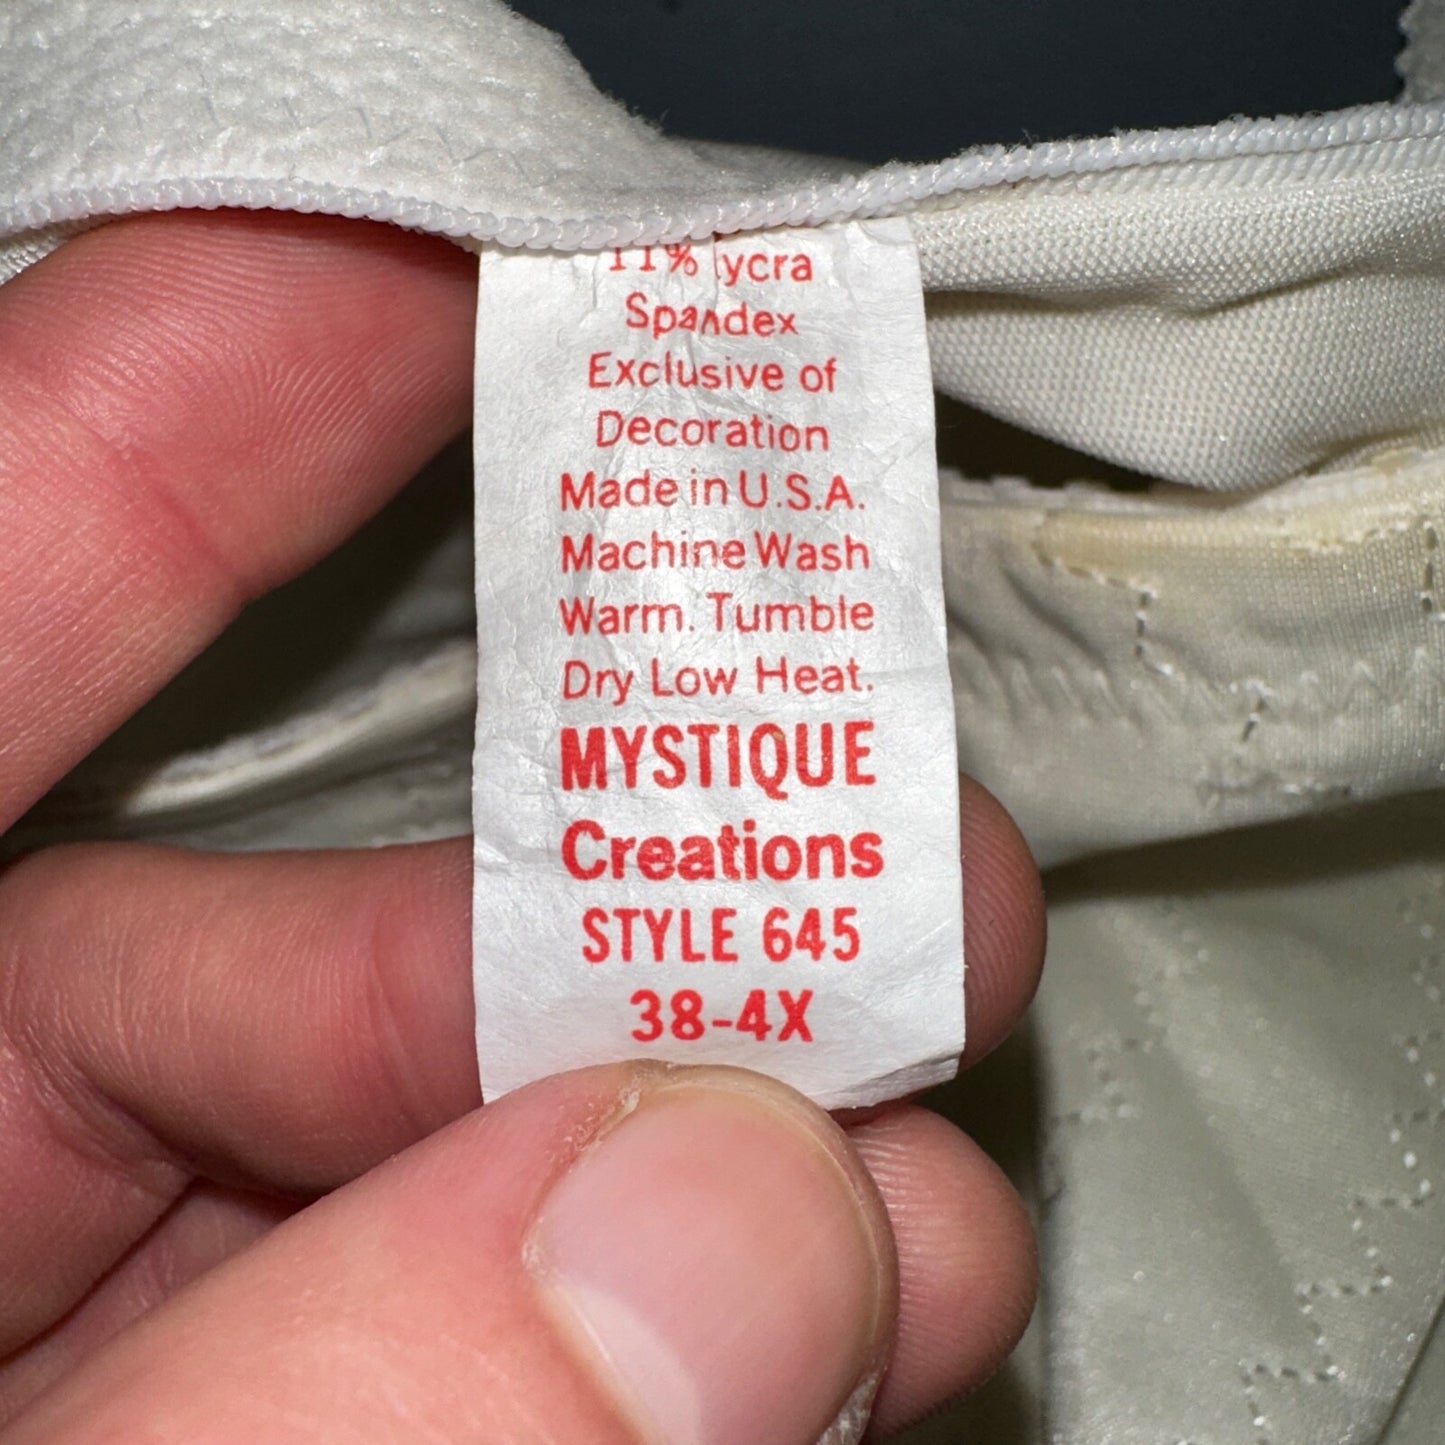 11% Lycra
Spandex
Exclusive of
Decoration
Made in U.S.A.
Machine Wash
Warm. Tumble
Dry Low Heat.
MYSTIQUE
Creations
STYLE 645
38-4X